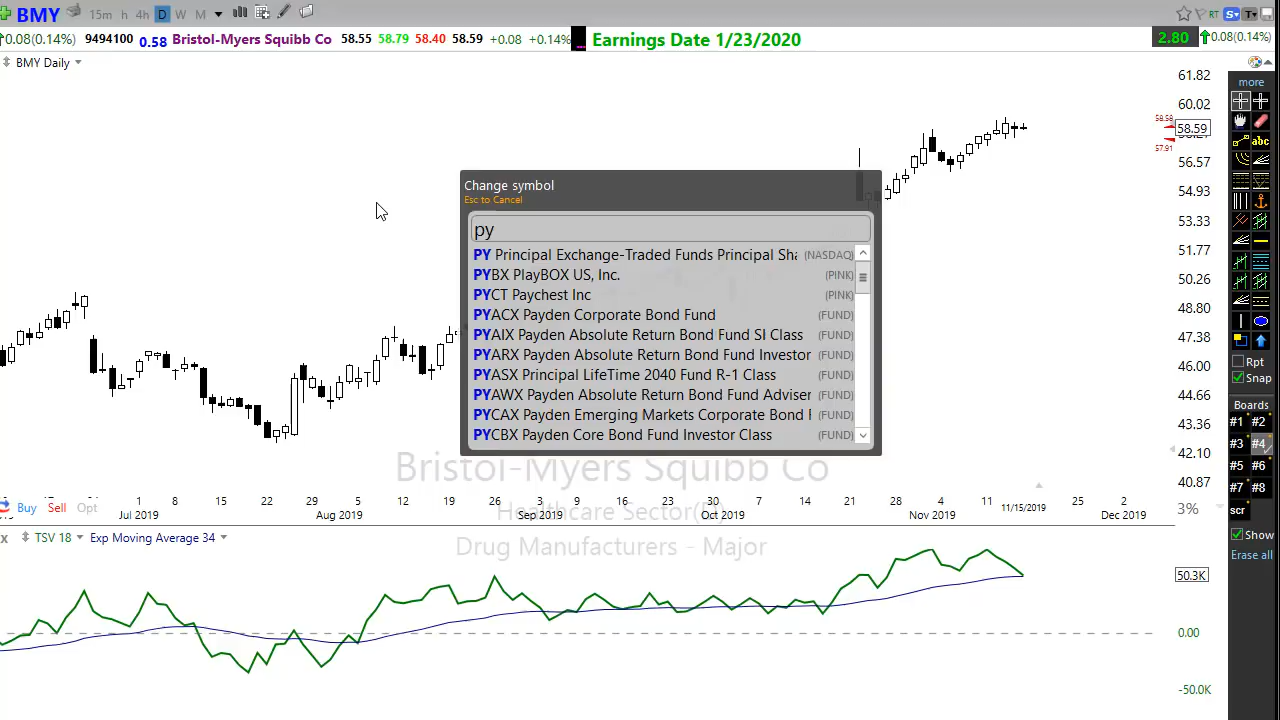 BMY 15m h 4h D W M RT S T
0.08(0.14%) 9494100 0.58 Bristol-Myers Squibb Co 58.55 58.79 58.40 58.59 +0.08 +0.14% Earnings Date 1/23/2020 2.80 0.08(0.14%)
BMY Daily
more
61.82
60.02
58.58
58.59
57.91
56.57
54.93
53.33
51.77
50.26
48.80
47.38
46.00
44.66
43.36
42.10
40.87
3%
Change symbol
Esc to Cancel
py
PY Principal Exchange-Traded Funds Principal Sha (NASDAQ)
PYBX PlayBOX US, Inc. (PINK)
PYCT Paychest Inc (PINK)
PYACX Payden Corporate Bond Fund (FUND)
PYAIX Payden Absolute Return Bond Fund SI Class (FUND)
PYARX Payden Absolute Return Bond Fund Investor (FUND)
PYASX Principal LifeTime 2040 Fund R-1 Class (FUND)
PYAWX Payden Absolute Return Bond Fund Adviser (FUND)
PYCAX Payden Emerging Markets Corporate Bond F (FUND)
PYCBX Payden Core Bond Fund Investor Class (FUND)
abc
Rpt
Snap
Boards
#1 #2
#3 #4
#5 #6
#7 #8
scr
Show
Erase all
Bristol-Myers Squibb Co
Healthcare Sector
Drug Manufacturers - Major
Buy Sell Opt
1 8 15 22 29 5 12 19 26 3 9 16 23 30 7 14 21 28 4 11 25 2
Jul 2019 Aug 2019 Sep 2019 Oct 2019 Nov 2019 11/15/2019 Dec 2019
x TSV 18 Exp Moving Average 34
50.3K
0.00
-50.0K